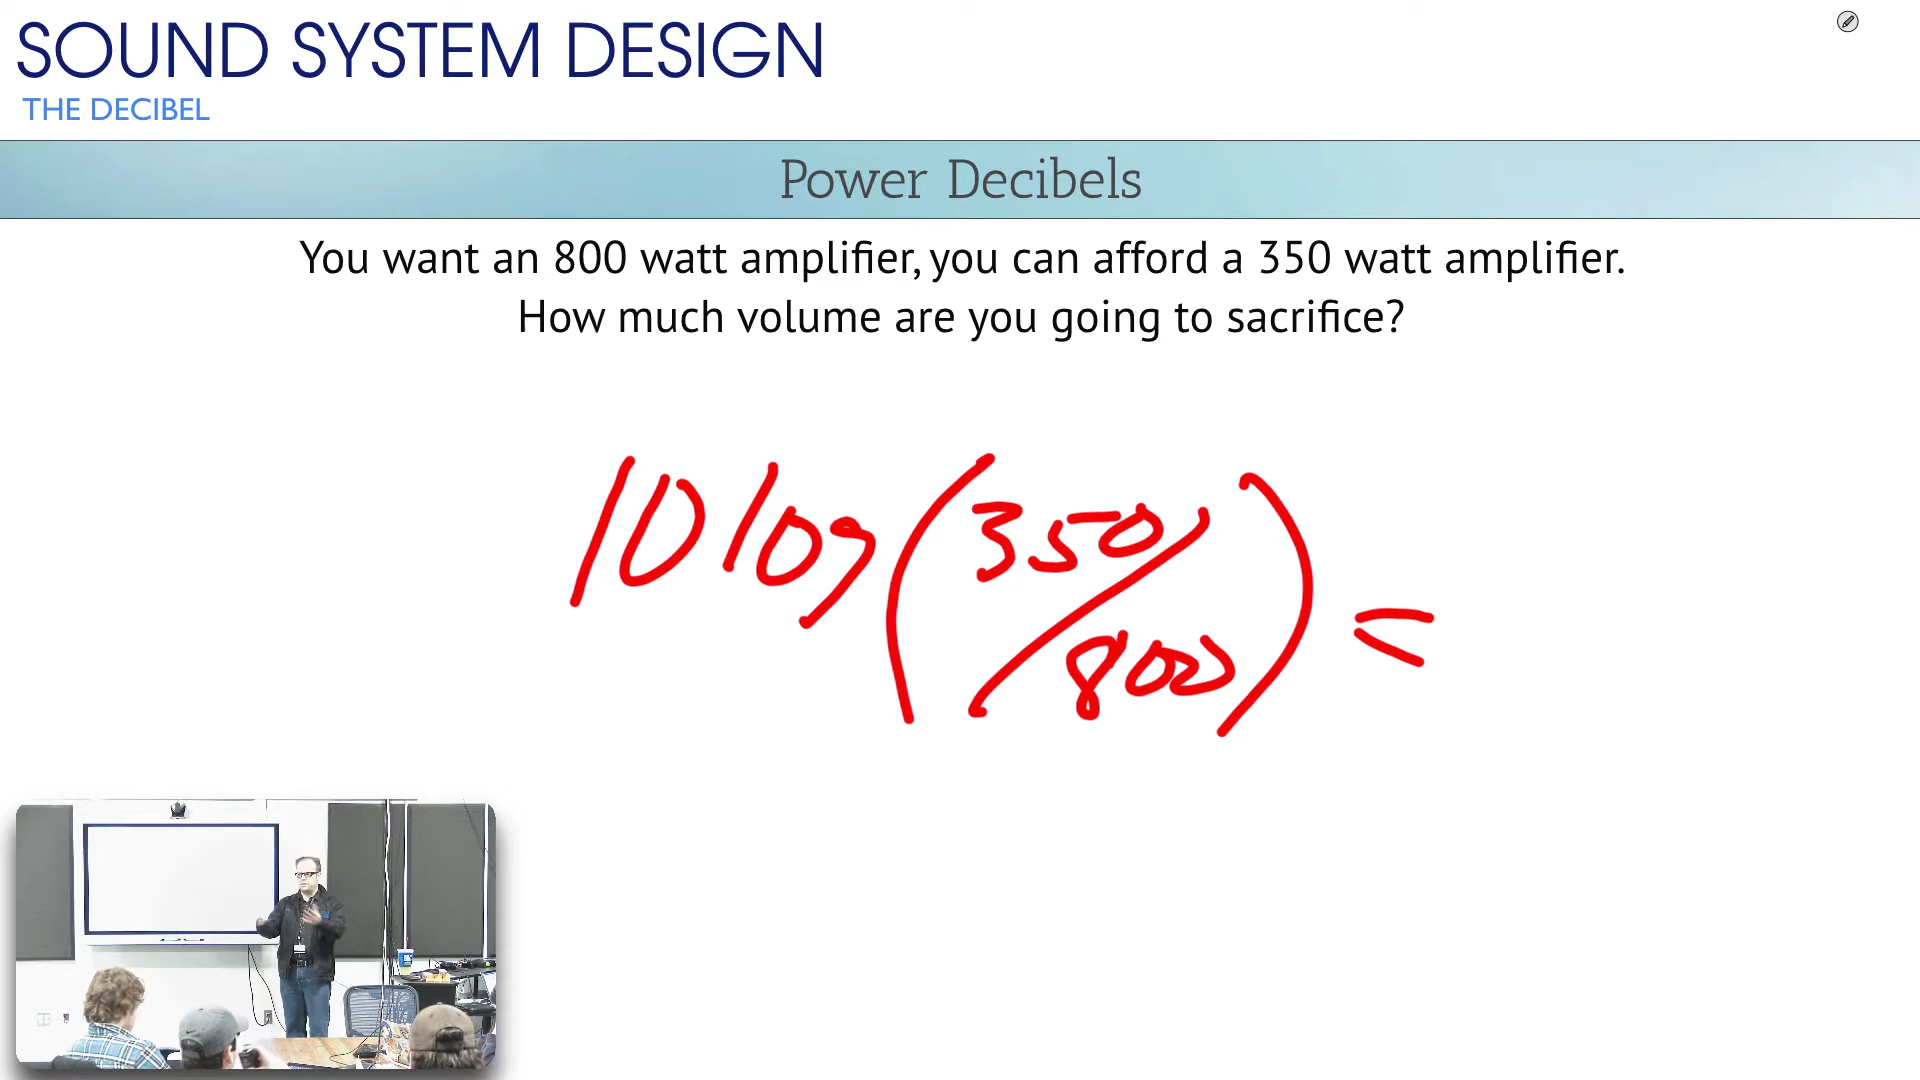 SOUND SYSTEM DESIGN
THE DECIBEL
Power Decibels
You want an 800 watt amplifier, you can afford a 350 watt amplifier.
How much volume are you going to sacrifice?
10 log (350/800) =